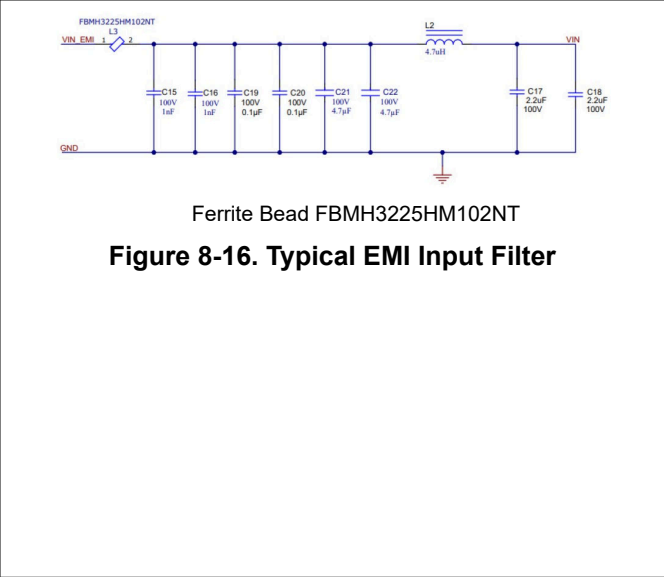 FBMH3225HM102NT
L3
VIN_EMI 1 2
L2
4.7uH
VIN
C15
100V
1nF
C16
100V
1nF
C19
100V
0.1µF
C20
100V
0.1µF
C21
100V
4.7µF
C22
100V
4.7µF
C17
2.2uF
100V
C18
2.2uF
100V
GND
Ferrite Bead FBMH3225HM102NT
Figure 8-16. Typical EMI Input Filter